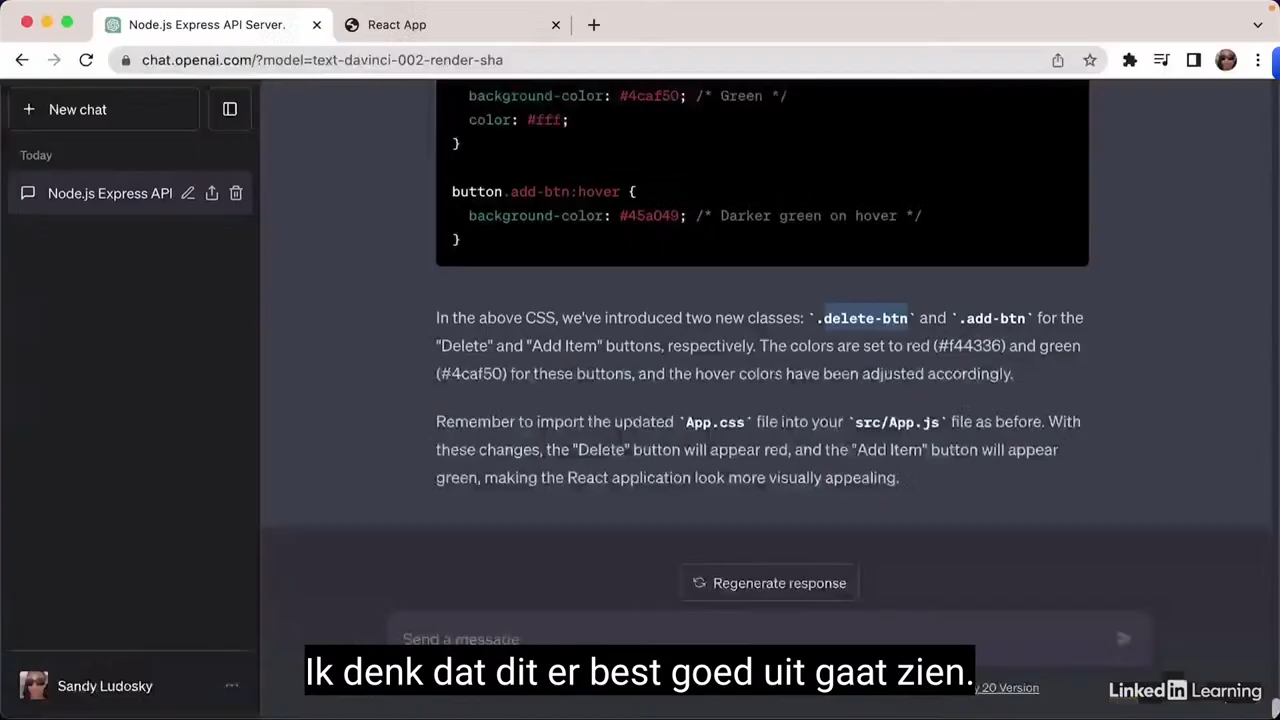 Node.js Express API Server.
React App
chat.openai.com/?model=text-davinci-002-render-sha
New chat
Today
Node.js Express API
background-color: #4caf50; /* Green */
color: #fff;
}
button.add-btn:hover {
background-color: #45a049; /* Darker green on hover */
}
In the above CSS, we've introduced two new classes: `.delete-btn` and `.add-btn` for the
"Delete" and "Add Item" buttons, respectively. The colors are set to red (#f44336) and green
(#4caf50) for these buttons, and the hover colors have been adjusted accordingly.
Remember to import the updated `App.css` file into your `src/App.js` file as before. With
these changes, the "Delete" button will appear red, and the "Add Item" button will appear
green, making the React application look more visually appealing.
Regenerate response
Send a message
Ik denk dat dit er best goed uit gaat zien.
Sandy Ludosky
20 Version
LinkedIn Learning